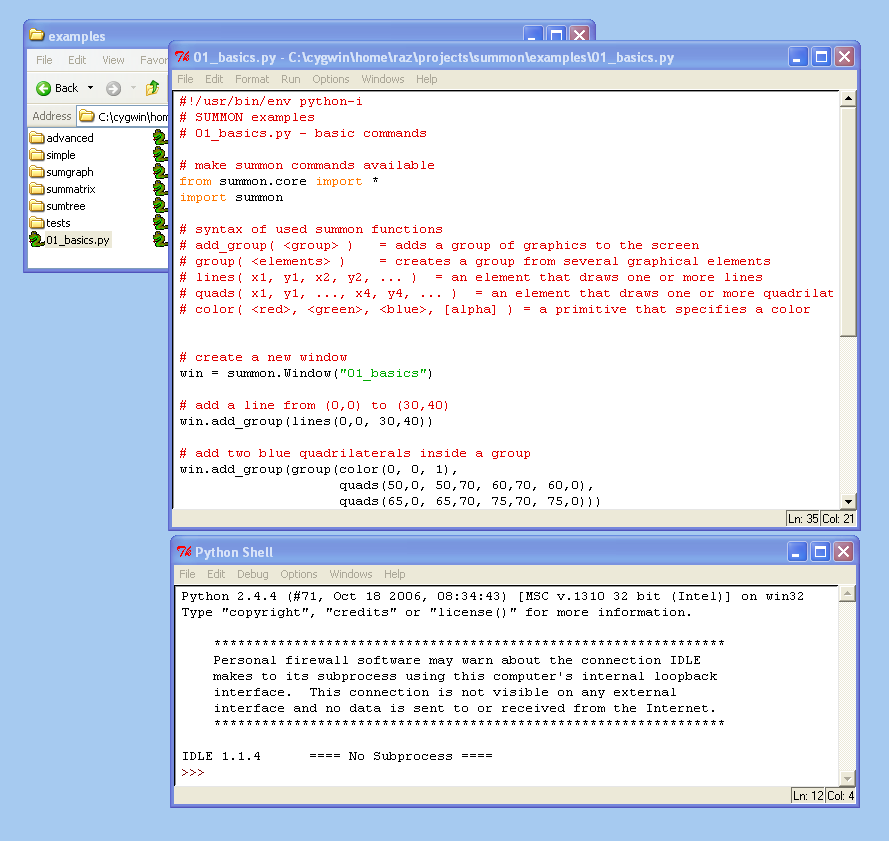 examples
File Edit View Favor
Back
Address C:\cygwin\hom
advanced
simple
sumgraph
summatrix
sumtree
tests
01_basics.py
01_basics.py - C:\cygwin\home\raz\projects\summon\examples\01_basics.py
File Edit Format Run Options Windows Help
#!/usr/bin/env python-i
# SUMMON examples
# 01_basics.py - basic commands
# make summon commands available
from summon.core import *
import summon
# syntax of used summon functions
# add_group( <group> )   = adds a group of graphics to the screen
# group( <elements> )    = creates a group from several graphical elements
# lines( x1, y1, x2, y2, ... )  = an element that draws one or more lines
# quads( x1, y1, ..., x4, y4, ... )  = an element that draws one or more quadrilat
# color( <red>, <green>, <blue>, [alpha] ) = a primitive that specifies a color
# create a new window
win = summon.Window("01_basics")
# add a line from (0,0) to (30,40)
win.add_group(lines(0,0, 30,40))
# add two blue quadrilaterals inside a group
win.add_group(group(color(0, 0, 1),
                    quads(50,0, 50,70, 60,70, 60,0),
                    quads(65,0, 65,70, 75,70, 75,0)))
Ln: 35 Col: 21
Python Shell
File Edit Debug Options Windows Help
Python 2.4.4 (#71, Oct 18 2006, 08:34:43) [MSC v.1310 32 bit (Intel)] on win32
Type "copyright", "credits" or "license()" for more information.
    ****************************************************************
    Personal firewall software may warn about the connection IDLE
    makes to its subprocess using this computer's internal loopback
    interface.  This connection is not visible on any external
    interface and no data is sent to or received from the Internet.
    ****************************************************************
IDLE 1.1.4      ==== No Subprocess ====
>>>
Ln: 12 Col: 4